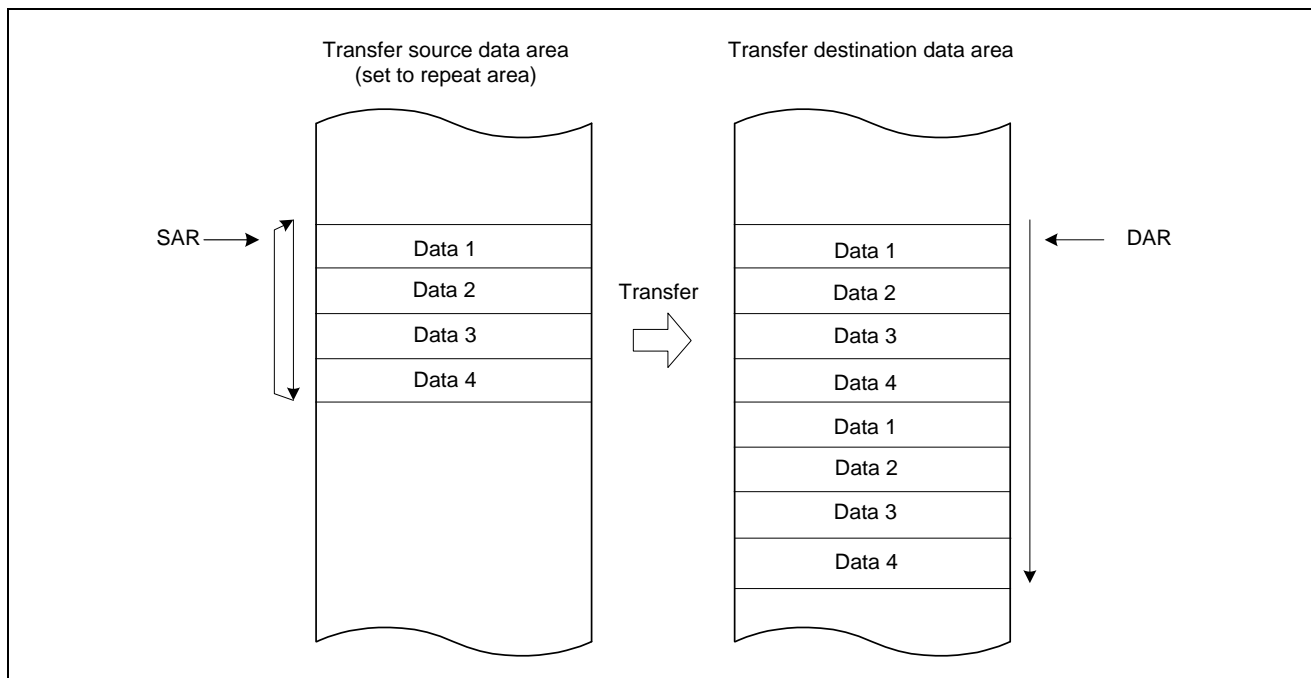 Transfer source data area
(set to repeat area)
Transfer destination data area
SAR
Data 1
Data 2
Data 3
Data 4
Transfer
Data 1
Data 2
Data 3
Data 4
Data 1
Data 2
Data 3
Data 4
DAR